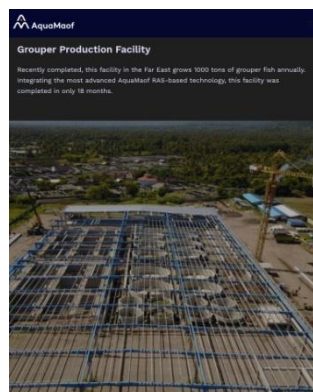 AquaMaof
Grouper Production Facility
Recently completed, this facility in the Far East grows 1000 tons of grouper fish annually.
Integrating the most advanced AquaMaof RAS-based technology, this facility was
completed in only 18 months.